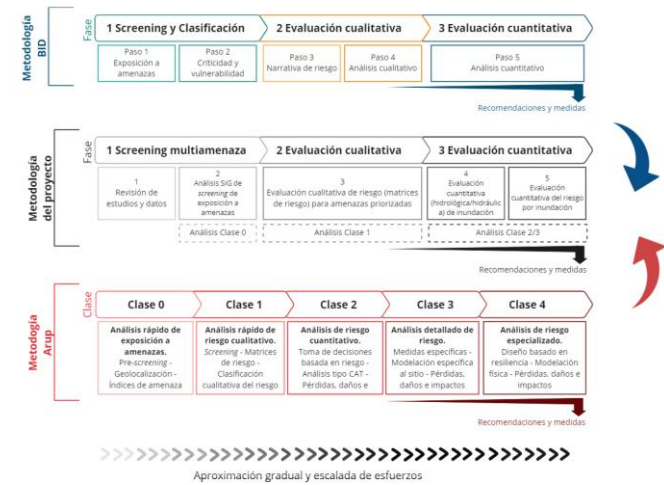 Metodología
BID
Fase
1 Screening y Clasificación
2 Evaluación cualitativa
3 Evaluación cuantitativa
Paso 1
Exposición a
amenazas
Paso 2
Criticidad y
vulnerabilidad
Paso 3
Narrativa de riesgo
Paso 4
Análisis cualitativo
Paso 5
Análisis cuantitativo
Recomendaciones y medidas
Metodología
del proyecto
Fase
1 Screening multiamenaza
2 Evaluación cualitativa
3 Evaluación cuantitativa
1
Revisión de
estudios y datos
2
Análisis SIG de
screening de
exposición a
amenazas
3
Evaluación cualitativa de riesgo (matrices
de riesgo) para amenazas priorizadas
4
Evaluación
cuantitativa
(hidrológica/hidráulic
a) de inundación
5
Evaluación
cuantitativa del riesgo
por inundación
Análisis Clase 0
Análisis Clase 1
Análisis Clase 2/3
Recomendaciones y medidas
Metogología
Arup
Clase
Clase 0
Clase 1
Clase 2
Clase 3
Clase 4
Análisis rápido de
exposición a
amenazas.
Pre-screening -
Geolocalización -
Índices de amenaza
Análisis rápido de
riesgo cualitativo.
Screening - Matrices
de riesgo -
Clasificación
cualitativa del riesgo
Análisis de riesgo
cuantitativo.
Toma de decisiones
basada en riesgo -
Análisis tipo CAT -
Pérdidas, daños e
Análisis detallado de
riesgo.
Medidas específicas -
Modelación específica
al sitio - Pérdidas,
daños e impactos
Análisis de riesgo
especializado.
Diseño basado en
resiliencia - Modelación
física - Pérdidas, daños e
impactos
Recomendaciones y medidas
Aproximación gradual y escalada de esfuerzos